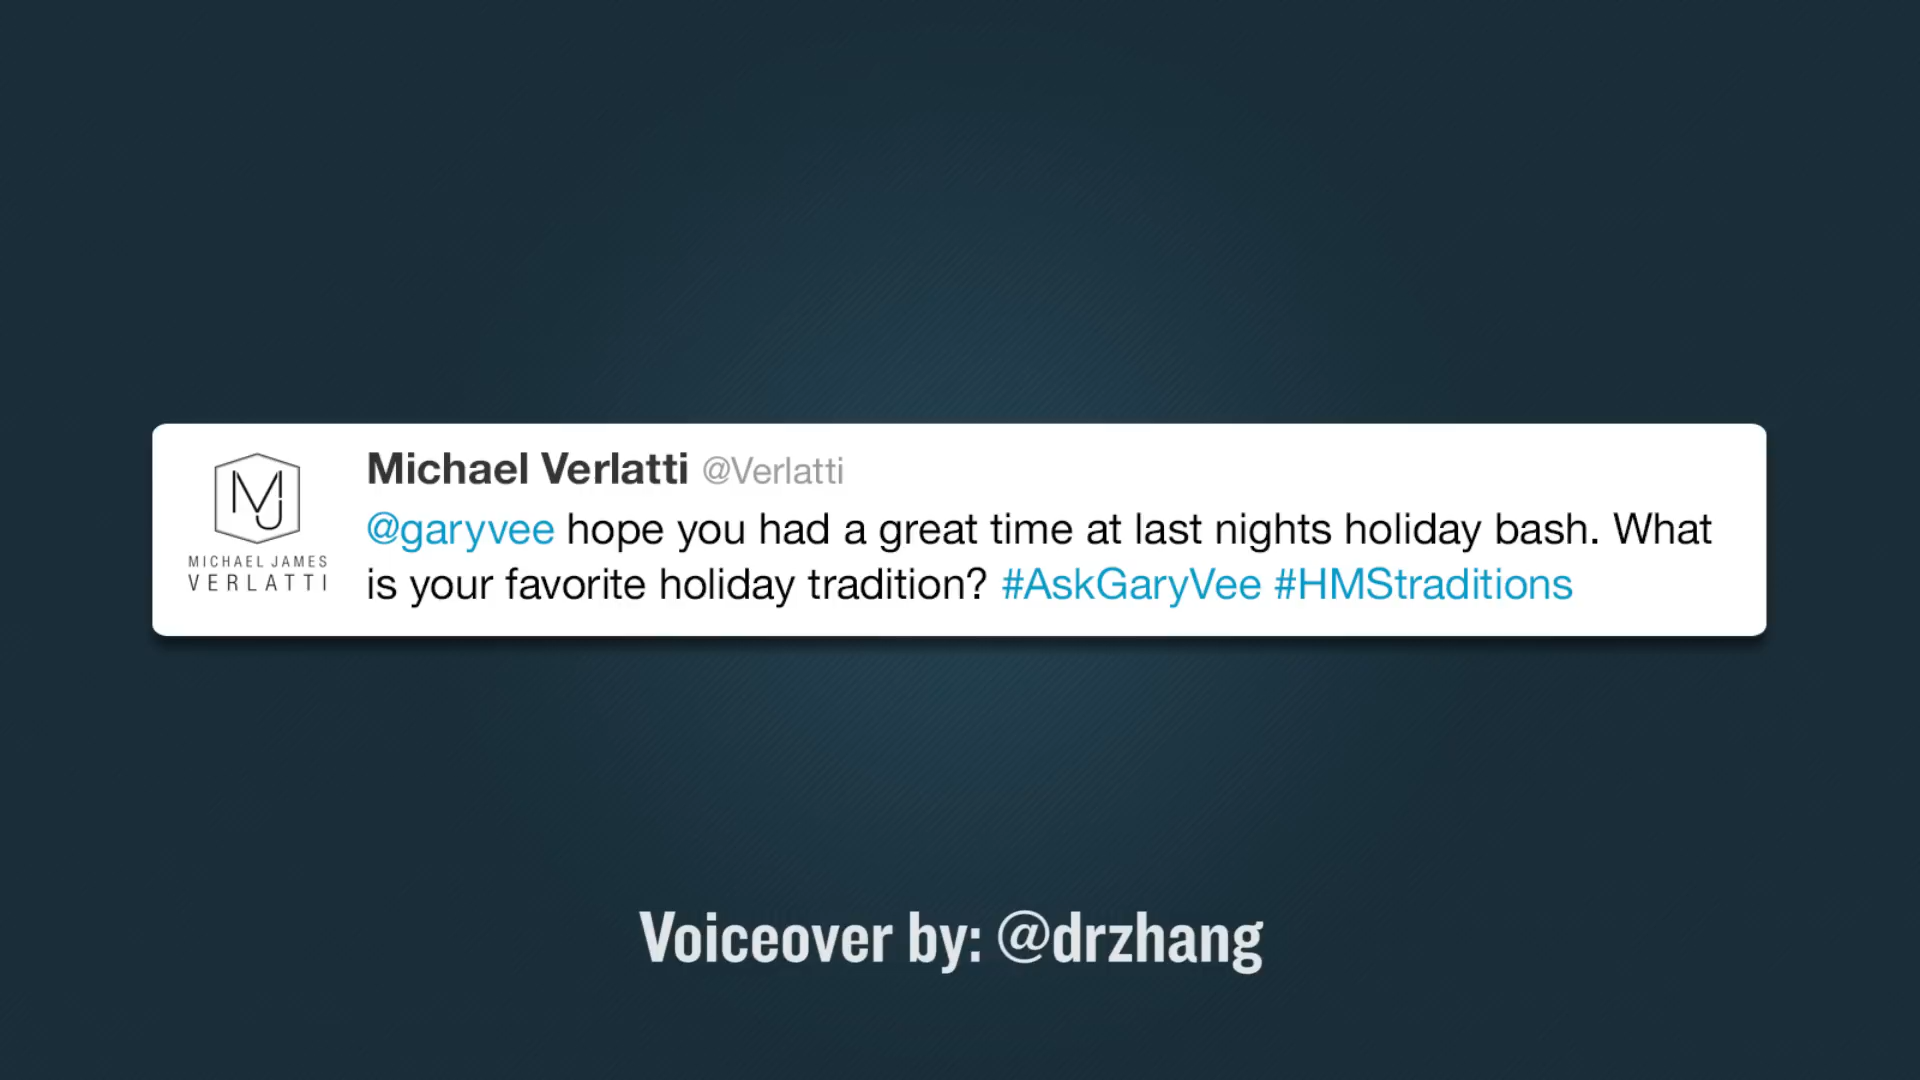 MJ
MICHAEL JAMES
VERLATTI
Michael Verlatti @Verlatti
@garyvee hope you had a great time at last nights holiday bash. What
is your favorite holiday tradition? #AskGaryVee #HMStraditions
Voiceover by: @drzhang